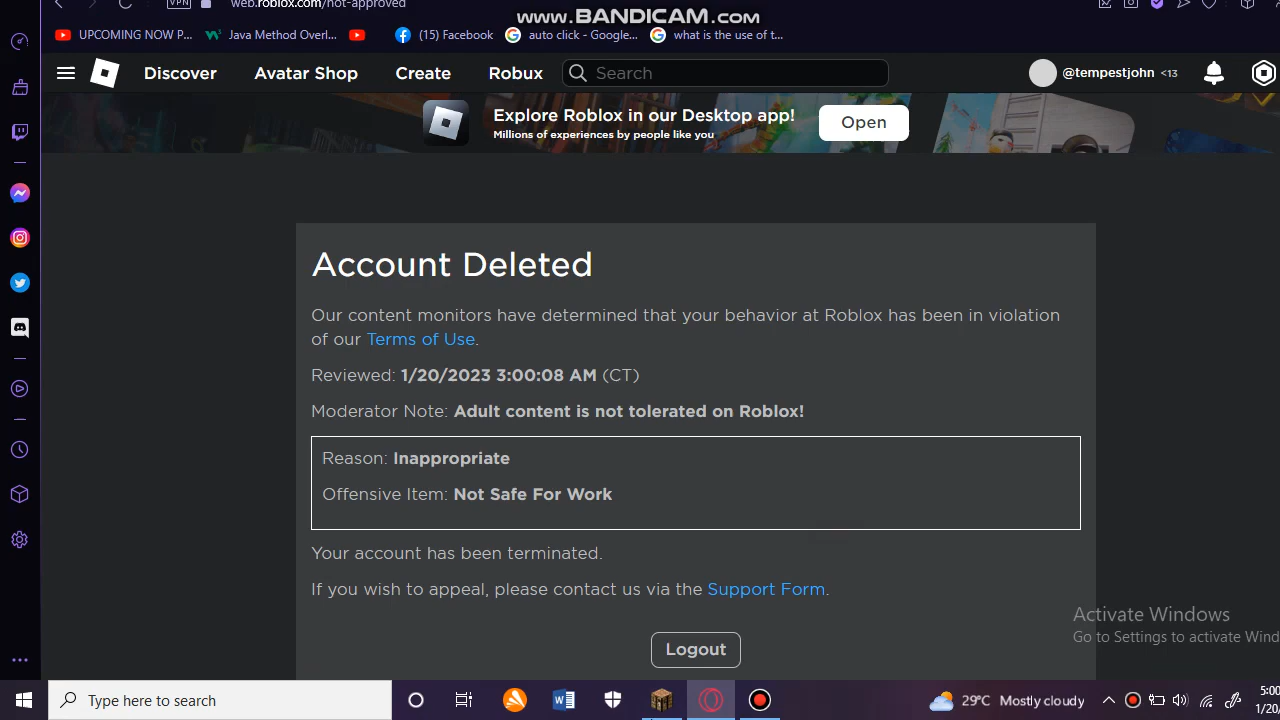 www.BANDICAM.com
VPN
web.roblox.com/not-approved
UPCOMING NOW P...
Java Method Overl...
(15) Facebook
auto click - Google...
what is the use of t...
Discover
Avatar Shop
Create
Robux
Search
@tempestjohn <13
Explore Roblox in our Desktop app!
Millions of experiences by people like you
Open
Account Deleted
Our content monitors have determined that your behavior at Roblox has been in violation
of our Terms of Use.
Reviewed: 1/20/2023 3:00:08 AM (CT)
Moderator Note: Adult content is not tolerated on Roblox!
Reason: Inappropriate
Offensive Item: Not Safe For Work
Your account has been terminated.
If you wish to appeal, please contact us via the Support Form.
Logout
Activate Windows
Go to Settings to activate Wind
Type here to search
29°C Mostly cloudy
5:00
1/20/